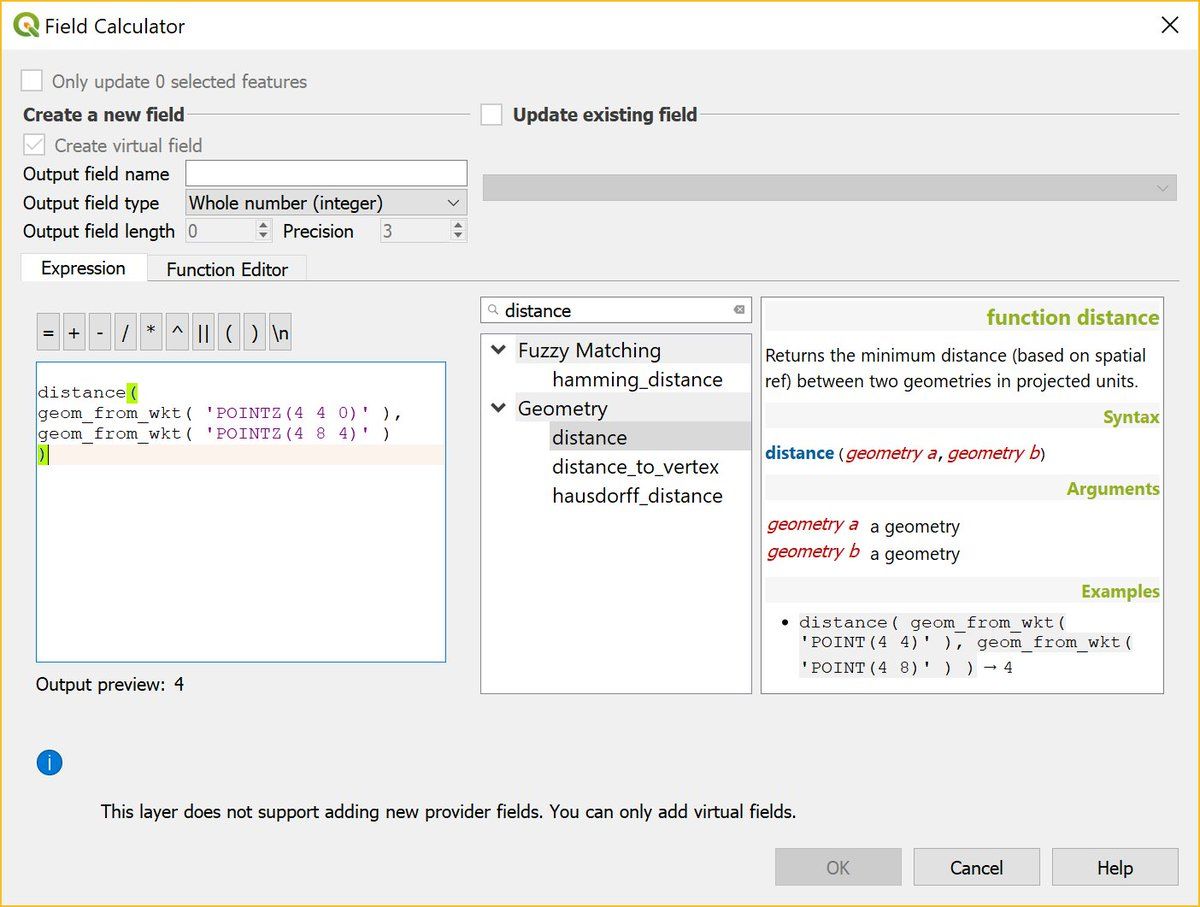 Field Calculator
Only update 0 selected features
Create a new field
Update existing field
Create virtual field
Output field name
Output field type Whole number (integer)
Output field length 0 Precision 3
Expression Function Editor
= + - / * ^ || ( ) \n
distance(
geom_from_wkt( 'POINTZ(4 4 0)' ),
geom_from_wkt( 'POINTZ(4 8 4)' )
)
Output preview: 4
distance
Fuzzy Matching
hamming_distance
Geometry
distance
distance_to_vertex
hausdorff_distance
function distance
Returns the minimum distance (based on spatial
ref) between two geometries in projected units.
Syntax
distance(geometry a, geometry b)
Arguments
geometry a a geometry
geometry b a geometry
Examples
• distance( geom_from_wkt(
'POINT(4 4)' ), geom_from_wkt(
'POINT(4 8)' ) ) → 4
i
This layer does not support adding new provider fields. You can only add virtual fields.
OK Cancel Help